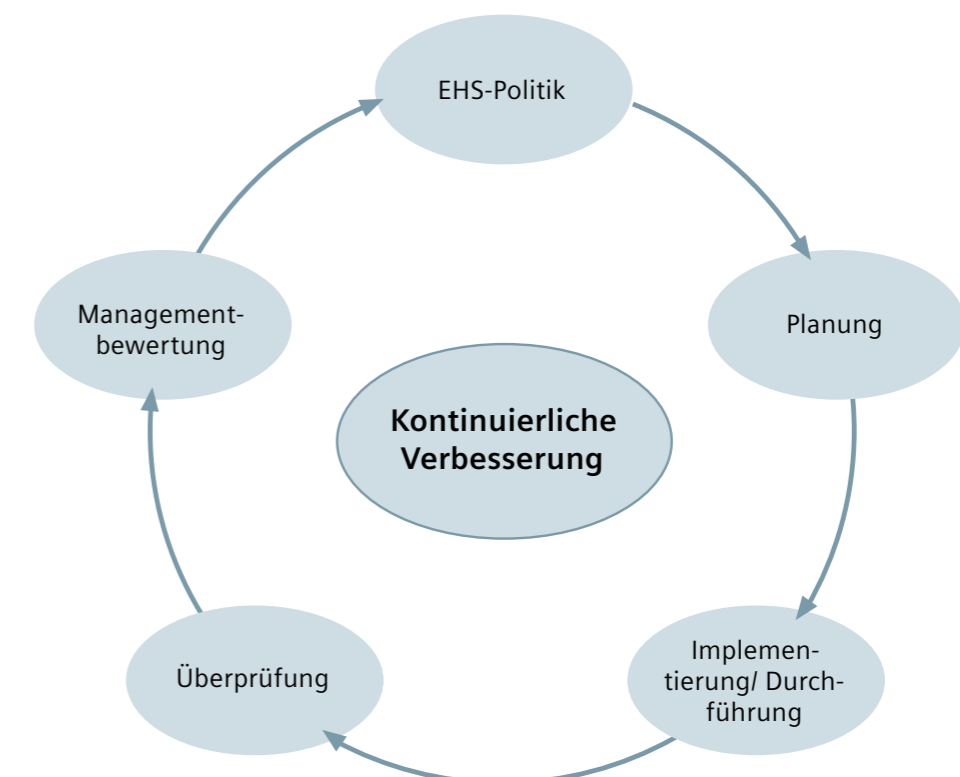 EHS-Politik
Planung
Implemen-
tierung/ Durch-
führung
Überprüfung
Management-
bewertung
Kontinuierliche
Verbesserung